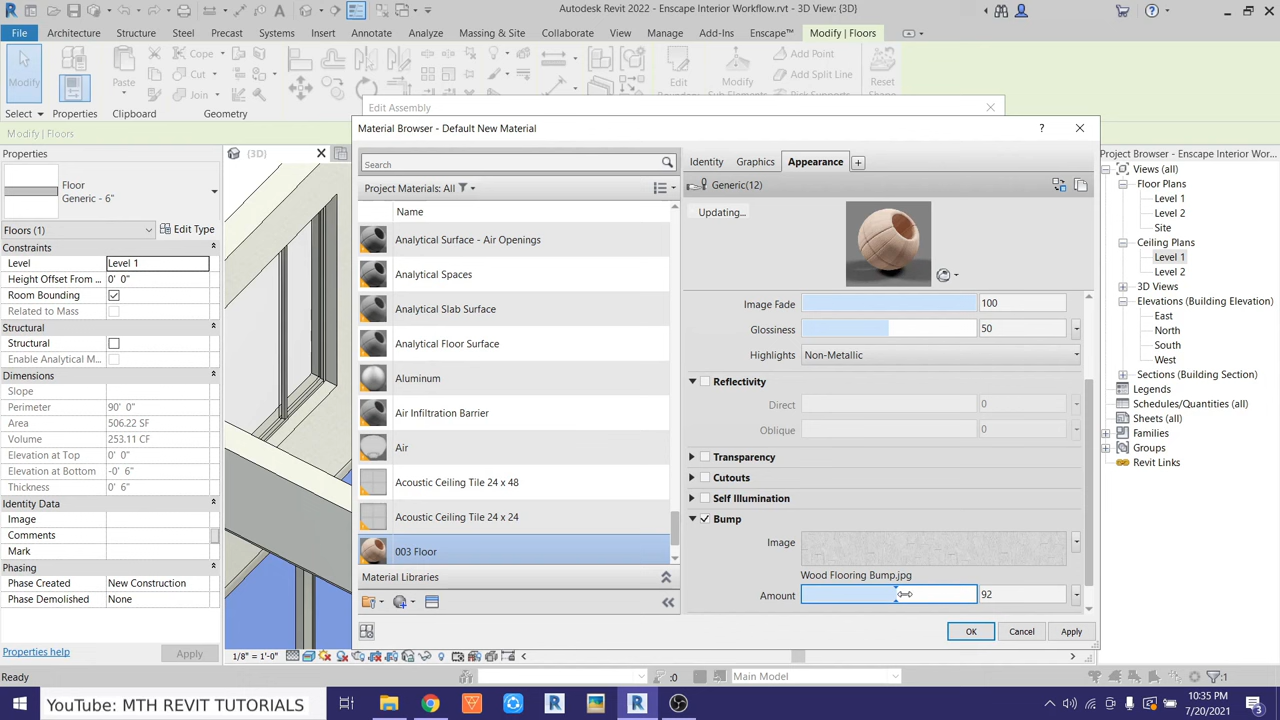 Autodesk Revit 2022 - Enscape Interior Workflow.rvt - 3D View: {3D}
File Architecture Structure Steel Precast Systems Insert Annotate Analyze Massing & Site Collaborate View Manage Add-Ins Enscape™ Modify | Floors
Modify Paste Cope Cut Join Edit Modify Add Point Add Split Line Reset
Select Properties Clipboard Geometry
Modify | Floors
Edit Assembly
Material Browser - Default New Material
Properties
Floor
Generic - 6"
Floors (1) Edit Type
Constraints
Level Level 1
Height Offset From ... 0' 0"
Room Bounding
Related to Mass
Structural
Structural
Enable Analytical M...
Dimensions
Slope
Perimeter 90' 0"
Area 506.22 SF
Volume 253.11 CF
Elevation at Top 0' 0"
Elevation at Bottom -0' 6"
Thickness 0' 6"
Identity Data
Image
Comments
Mark
Phasing
Phase Created New Construction
Phase Demolished None
Properties help Apply
{3D}
Search
Project Materials: All
Name
Analytical Surface - Air Openings
Analytical Spaces
Analytical Slab Surface
Analytical Floor Surface
Aluminum
Air Infiltration Barrier
Air
Acoustic Ceiling Tile 24 x 48
Acoustic Ceiling Tile 24 x 24
003 Floor
Material Libraries
Identity Graphics Appearance +
Generic(12)
Updating...
Image Fade 100
Glossiness 50
Highlights Non-Metallic
Reflectivity
Direct 0
Oblique 0
Transparency
Cutouts
Self Illumination
Bump
Image
Wood Flooring Bump.jpg
Amount 92
OK Cancel Apply
Project Browser - Enscape Interior Wor...
Views (all)
Floor Plans
Level 1
Level 2
Site
Ceiling Plans
Level 1
Level 2
3D Views
Elevations (Building Elevation)
East
North
South
West
Sections (Building Section)
Legends
Schedules/Quantities (all)
Sheets (all)
Families
Groups
Revit Links
1/8" = 1'-0"
Ready :0 Main Model :1
YouTube: MTH REVIT TUTORIALS
10:35 PM
7/20/2021
3